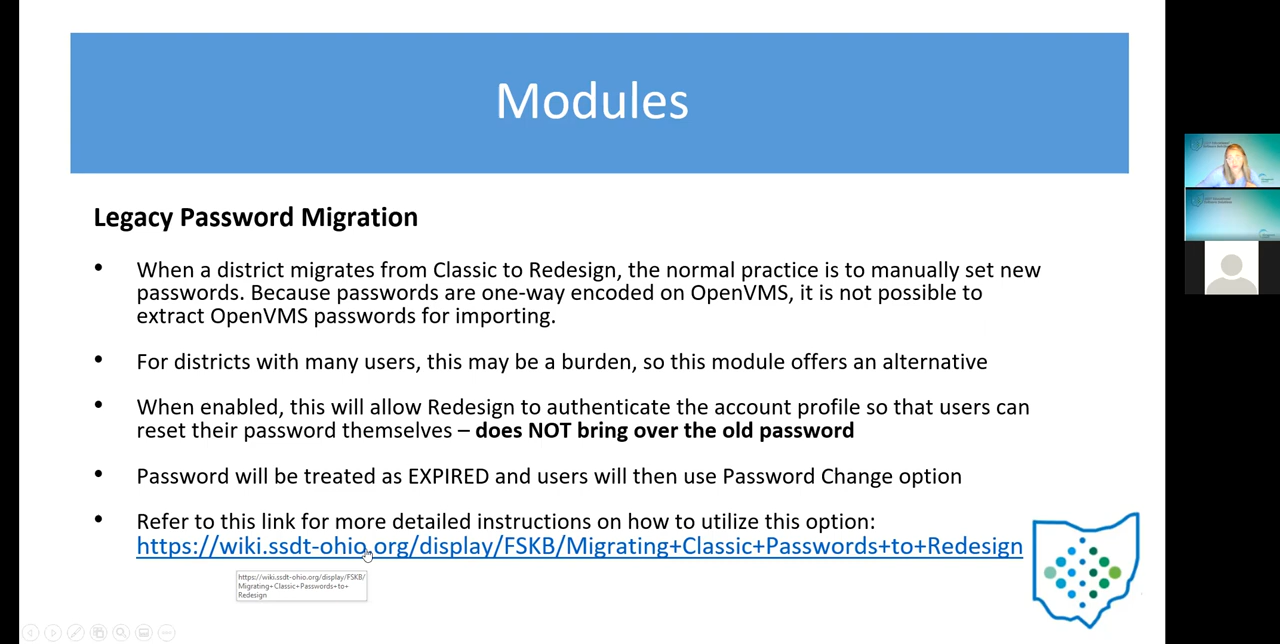 Modules
Legacy Password Migration
• When a district migrates from Classic to Redesign, the normal practice is to manually set new
passwords. Because passwords are one-way encoded on OpenVMS, it is not possible to
extract OpenVMS passwords for importing.
• For districts with many users, this may be a burden, so this module offers an alternative
• When enabled, this will allow Redesign to authenticate the account profile so that users can
reset their password themselves – does NOT bring over the old password
• Password will be treated as EXPIRED and users will then use Password Change option
• Refer to this link for more detailed instructions on how to utilize this option:
https://wiki.ssdt-ohio.org/display/FSKB/Migrating+Classic+Passwords+to+Redesign
https://wiki.ssdt-ohio.org/display/FSKB/
Migrating+Classic+Passwords+to+
Redesign